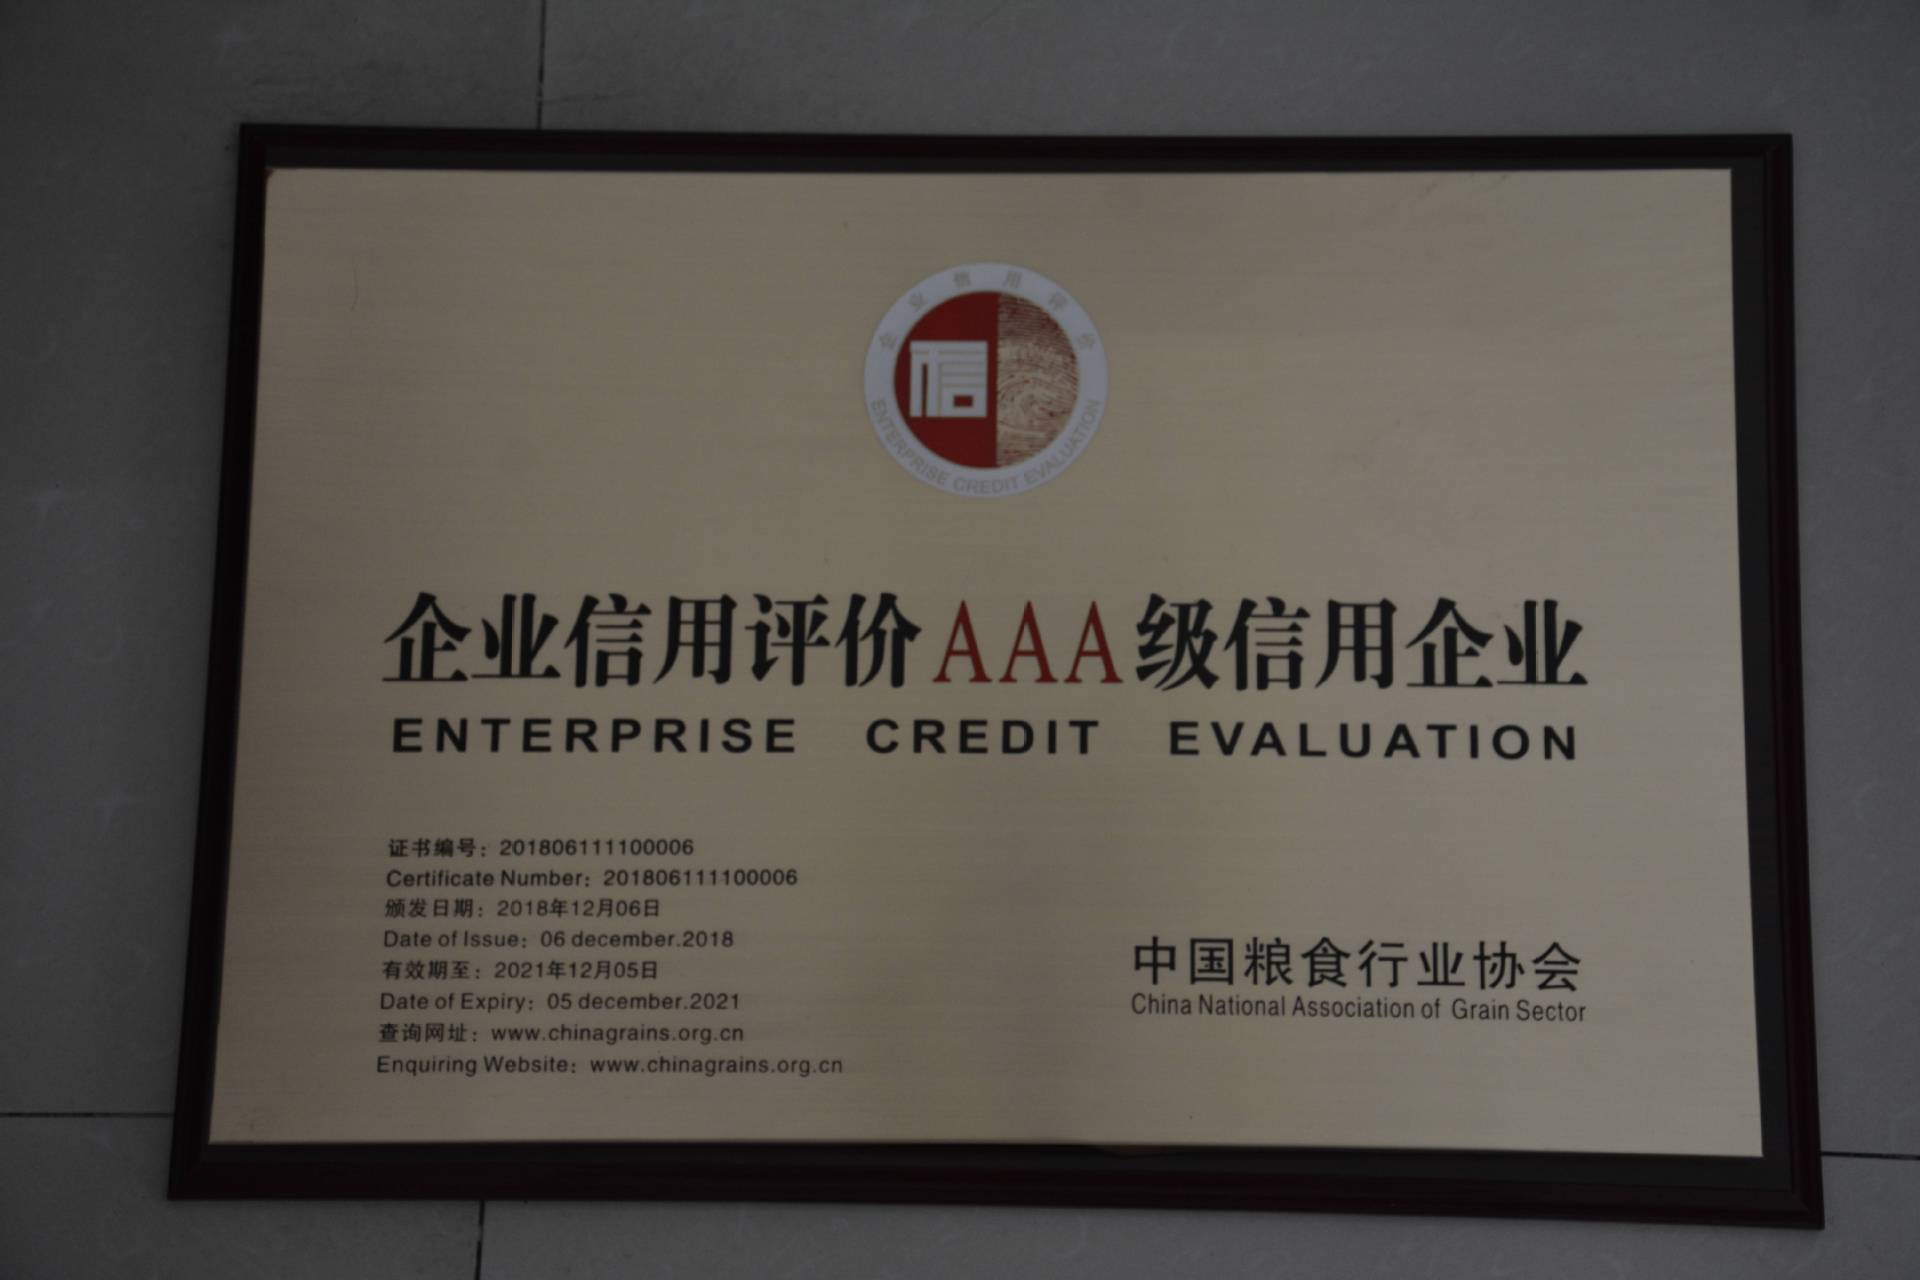 企业信用评价
信
ENTERPRISE CREDIT EVALUATION
企业信用评价AAA级信用企业
ENTERPRISE CREDIT EVALUATION
证书编号：201806111100006
Certificate Number：201806111100006
颁发日期：2018年12月06日
Date of Issue：06 december.2018
有效期至：2021年12月05日
Date of Expiry：05 december.2021
查询网址：www.chinagrains.org.cn
Enquiring Website：www.chinagrains.org.cn
中国粮食行业协会
China National Association of Grain Sector